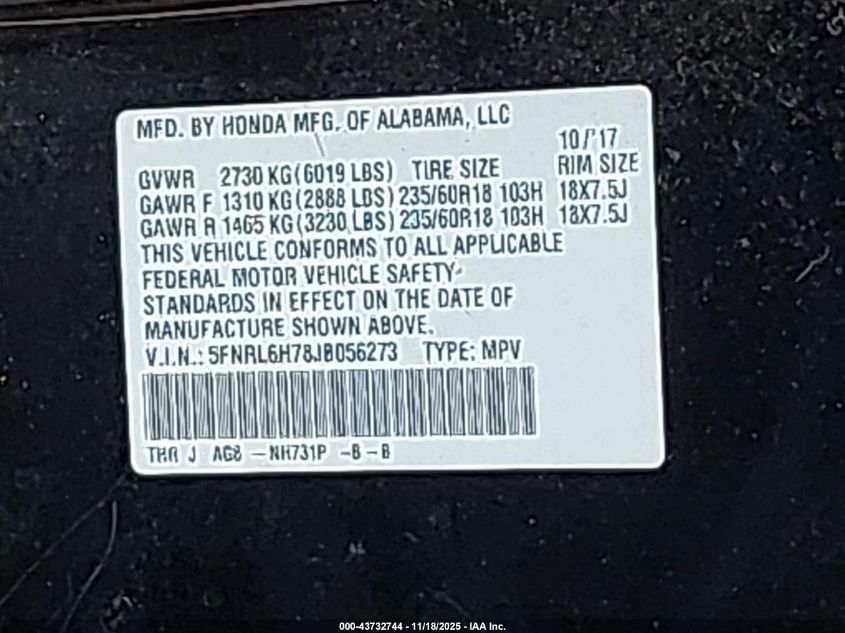 MFD. BY HONDA MFG. OF ALABAMA, LLC
10/'17
GVWR 2730 KG(6019 LBS) TIRE SIZE RIM SIZE
GAWR F 1310 KG(2888 LBS) 235/60R18 103H 18X7.5J
GAWR R 1465 KG(3230 LBS) 235/60R18 103H 18X7.5J
THIS VEHICLE CONFORMS TO ALL APPLICABLE
FEDERAL MOTOR VEHICLE SAFETY
STANDARDS IN EFFECT ON THE DATE OF
MANUFACTURE SHOWN ABOVE.
V.I.N.: 5FNRL6H78JB056273 TYPE: MPV
THR J AG8 – NH731P – B – B
000-43732744 - 11/18/2025 - IAA Inc.